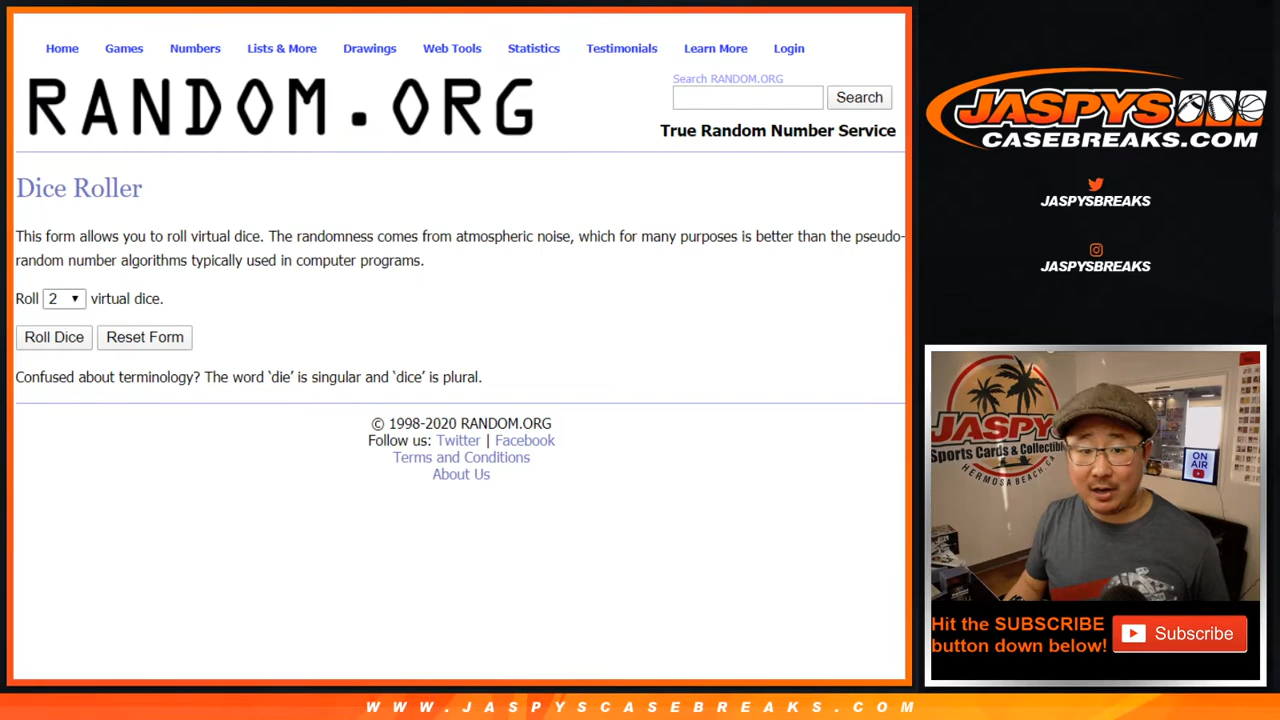 Home Games Numbers Lists & More Drawings Web Tools Statistics Testimonials Learn More Login
RANDOM.ORG
Search RANDOM.ORG
Search
True Random Number Service
Dice Roller
This form allows you to roll virtual dice. The randomness comes from atmospheric noise, which for many purposes is better than the pseudo-
random number algorithms typically used in computer programs.
Roll 2 virtual dice.
Roll Dice Reset Form
Confused about terminology? The word ‘die’ is singular and ‘dice’ is plural.
© 1998-2020 RANDOM.ORG
Follow us: Twitter | Facebook
Terms and Conditions
About Us
JASPYS
CASEBREAKS.COM
JASPYSBREAKS
JASPYSBREAKS
JASPYS
Sports Cards & Collectibl
HERMOSA BEACH, CA
ON
AIR
Hit the SUBSCRIBE
button down below!
Subscribe
WWW.JASPYSCASEBREAKS.COM